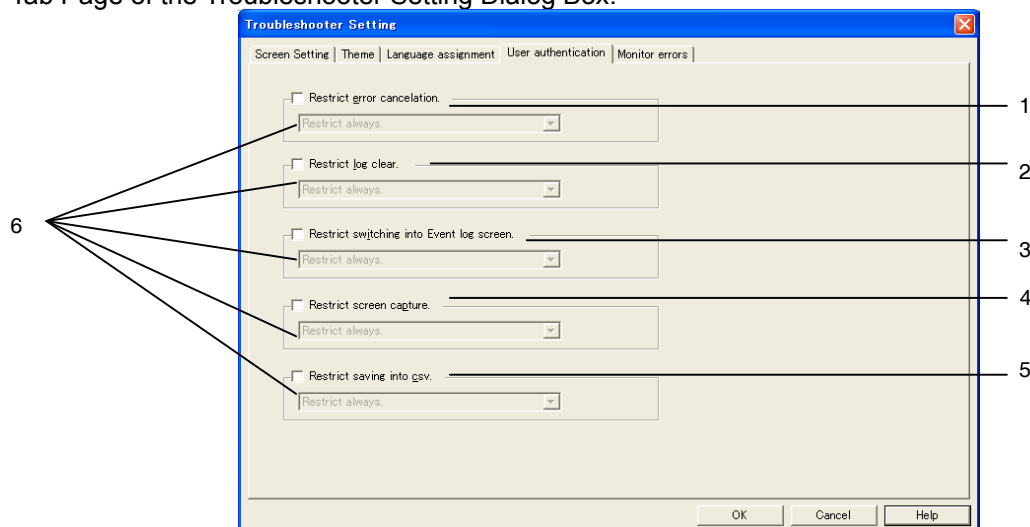 Tab Page of the Troubleshooter Setting Dialog Box.
Troubleshooter Setting
Screen Setting Theme Language assignment User authentication Monitor errors
Restrict error cancelation.
1
Restrict always.
Restrict log clear.
2
Restrict always.
6
Restrict switching into Event log screen.
3
Restrict always.
Restrict screen capture.
4
Restrict always.
Restrict saving into csv.
5
Restrict always.
OK Cancel Help